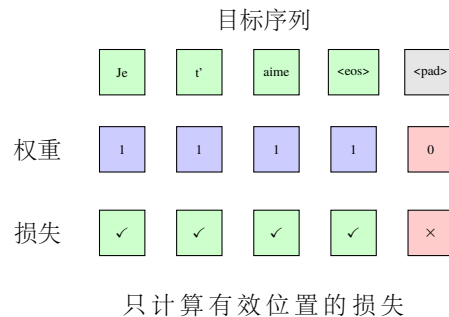 目标序列
Je t' aime <eos> <pad>
权重 1 1 1 1 0
损失 ✓ ✓ ✓ ✓ ×
只计算有效位置的损失